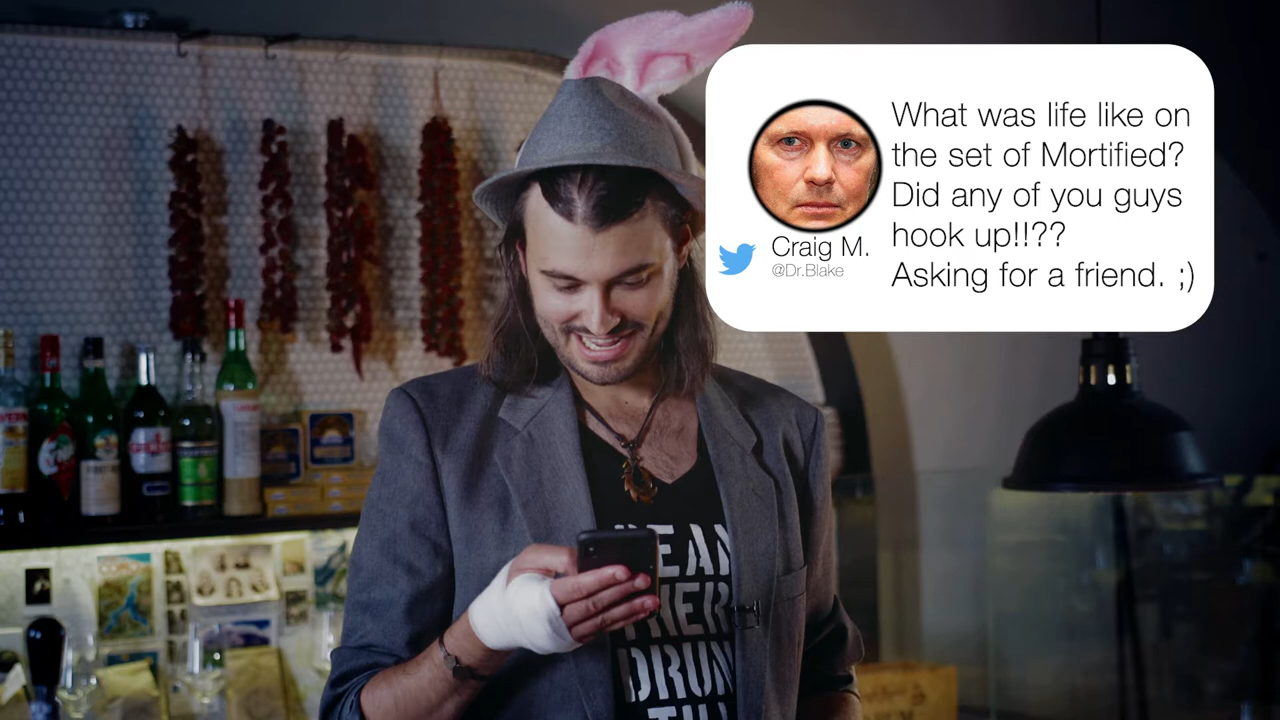 What was life like on
the set of Mortified?
Did any of you guys
hook up!!??
Asking for a friend. ;)
Craig M.
@Dr.Blake
DRUN